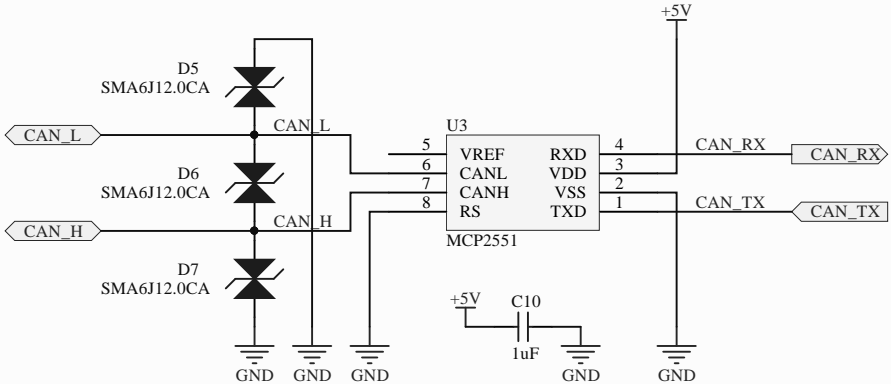 +5V
D5
SMA6J12.0CA
CAN_L
CAN_L
U3
5 VREF RXD 4 CAN_RX CAN_RX
6 CANL VDD 3
7 CANH VSS 2
8 RS TXD 1 CAN_TX CAN_TX
MCP2551
D6
SMA6J12.0CA
CAN_H
CAN_H
D7
SMA6J12.0CA
+5V
C10
1uF
GND
GND
GND
GND
GND